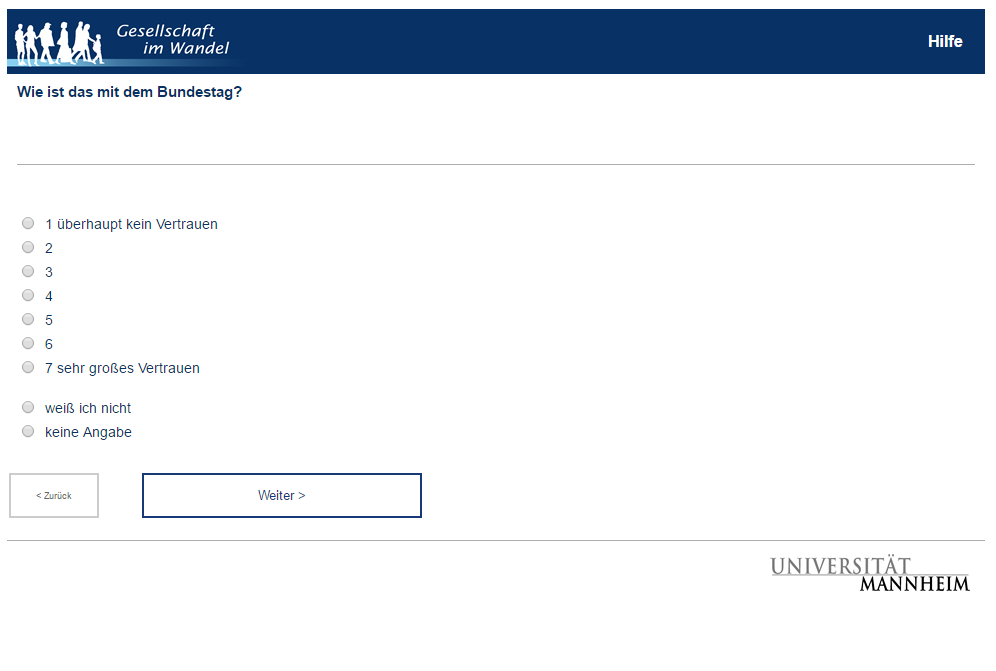 Gesellschaft
im Wandel
Hilfe
Wie ist das mit dem Bundestag?
1 überhaupt kein Vertrauen
2
3
4
5
6
7 sehr großes Vertrauen
weiß ich nicht
keine Angabe
< Zurück
Weiter >
UNIVERSITÄT
MANNHEIM